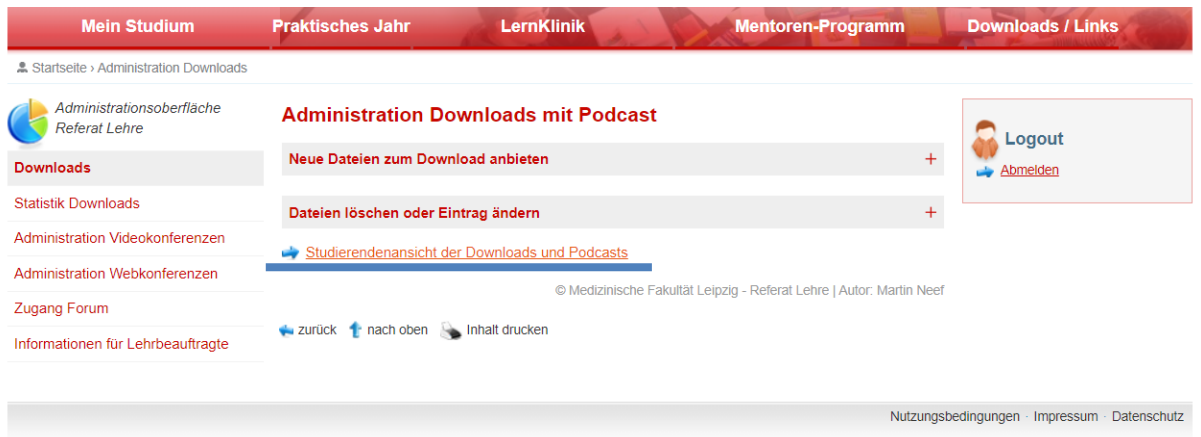 Mein Studium Praktisches Jahr LernKlinik Mentoren-Programm Downloads / Links
Startseite › Administration Downloads
Administrationsoberfläche
Referat Lehre
Downloads
Statistik Downloads
Administration Videokonferenzen
Administration Webkonferenzen
Zugang Forum
Informationen für Lehrbeauftragte
Administration Downloads mit Podcast
Neue Dateien zum Download anbieten +
Dateien löschen oder Eintrag ändern +
Studierendenansicht der Downloads und Podcasts
© Medizinische Fakultät Leipzig - Referat Lehre | Autor: Martin Neef
zurück nach oben Inhalt drucken
Logout
Abmelden
Nutzungsbedingungen · Impressum · Datenschutz